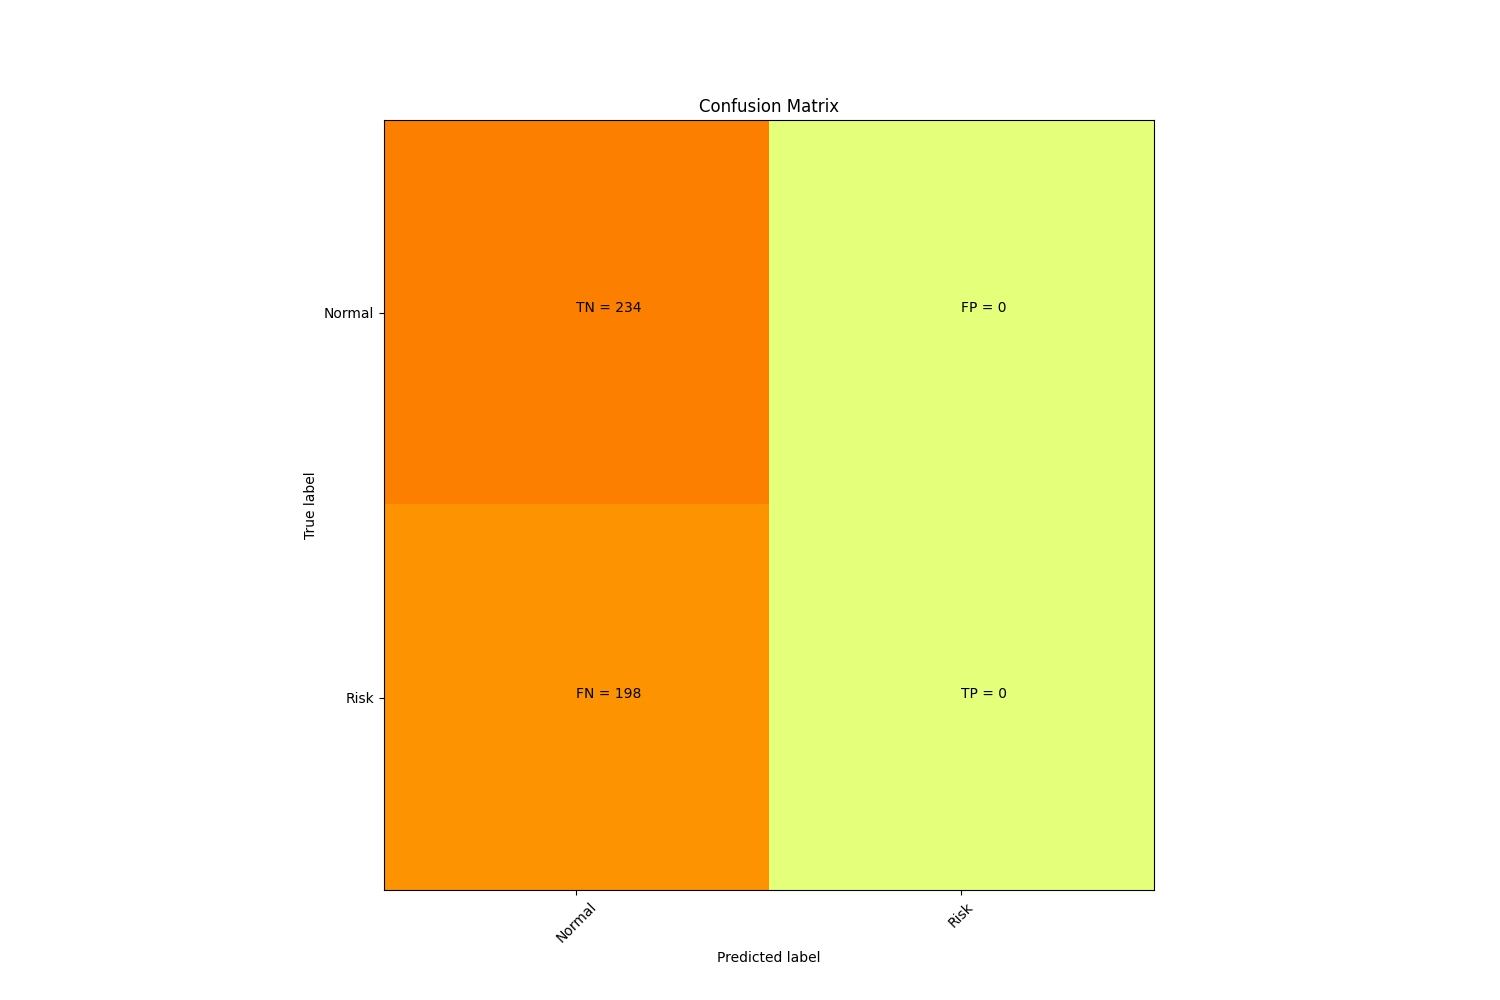 Confusion Matrix
TN = 234
FP = 0
Normal
True label
FN = 198
TP = 0
Risk
Normal
Risk
Predicted label